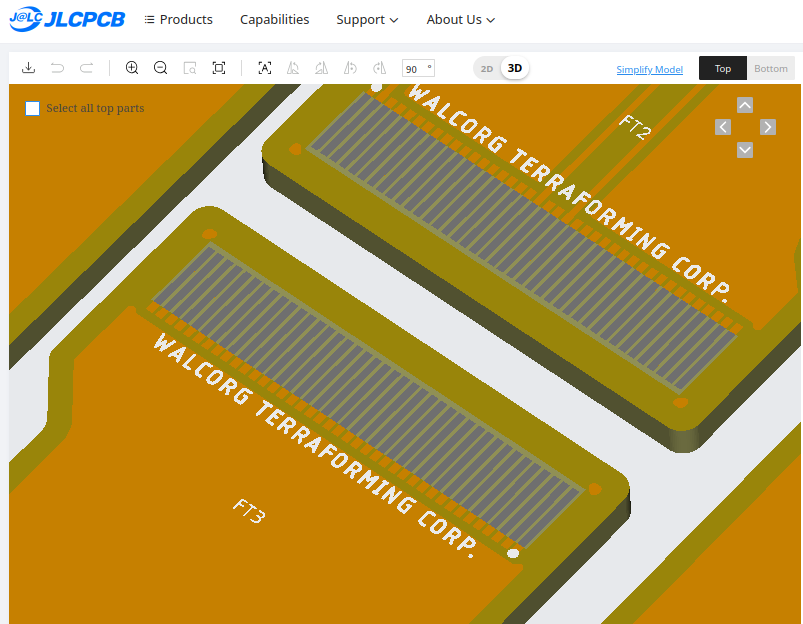 J@LC JLCPCB
Products
Capabilities
Support
About Us
A
90 °
2D
3D
Simplify Model
Top
Bottom
Select all top parts
WALCORG TERRAFORMING CORP.
FT2
WALCORG TERRAFORMING CORP.
FT3